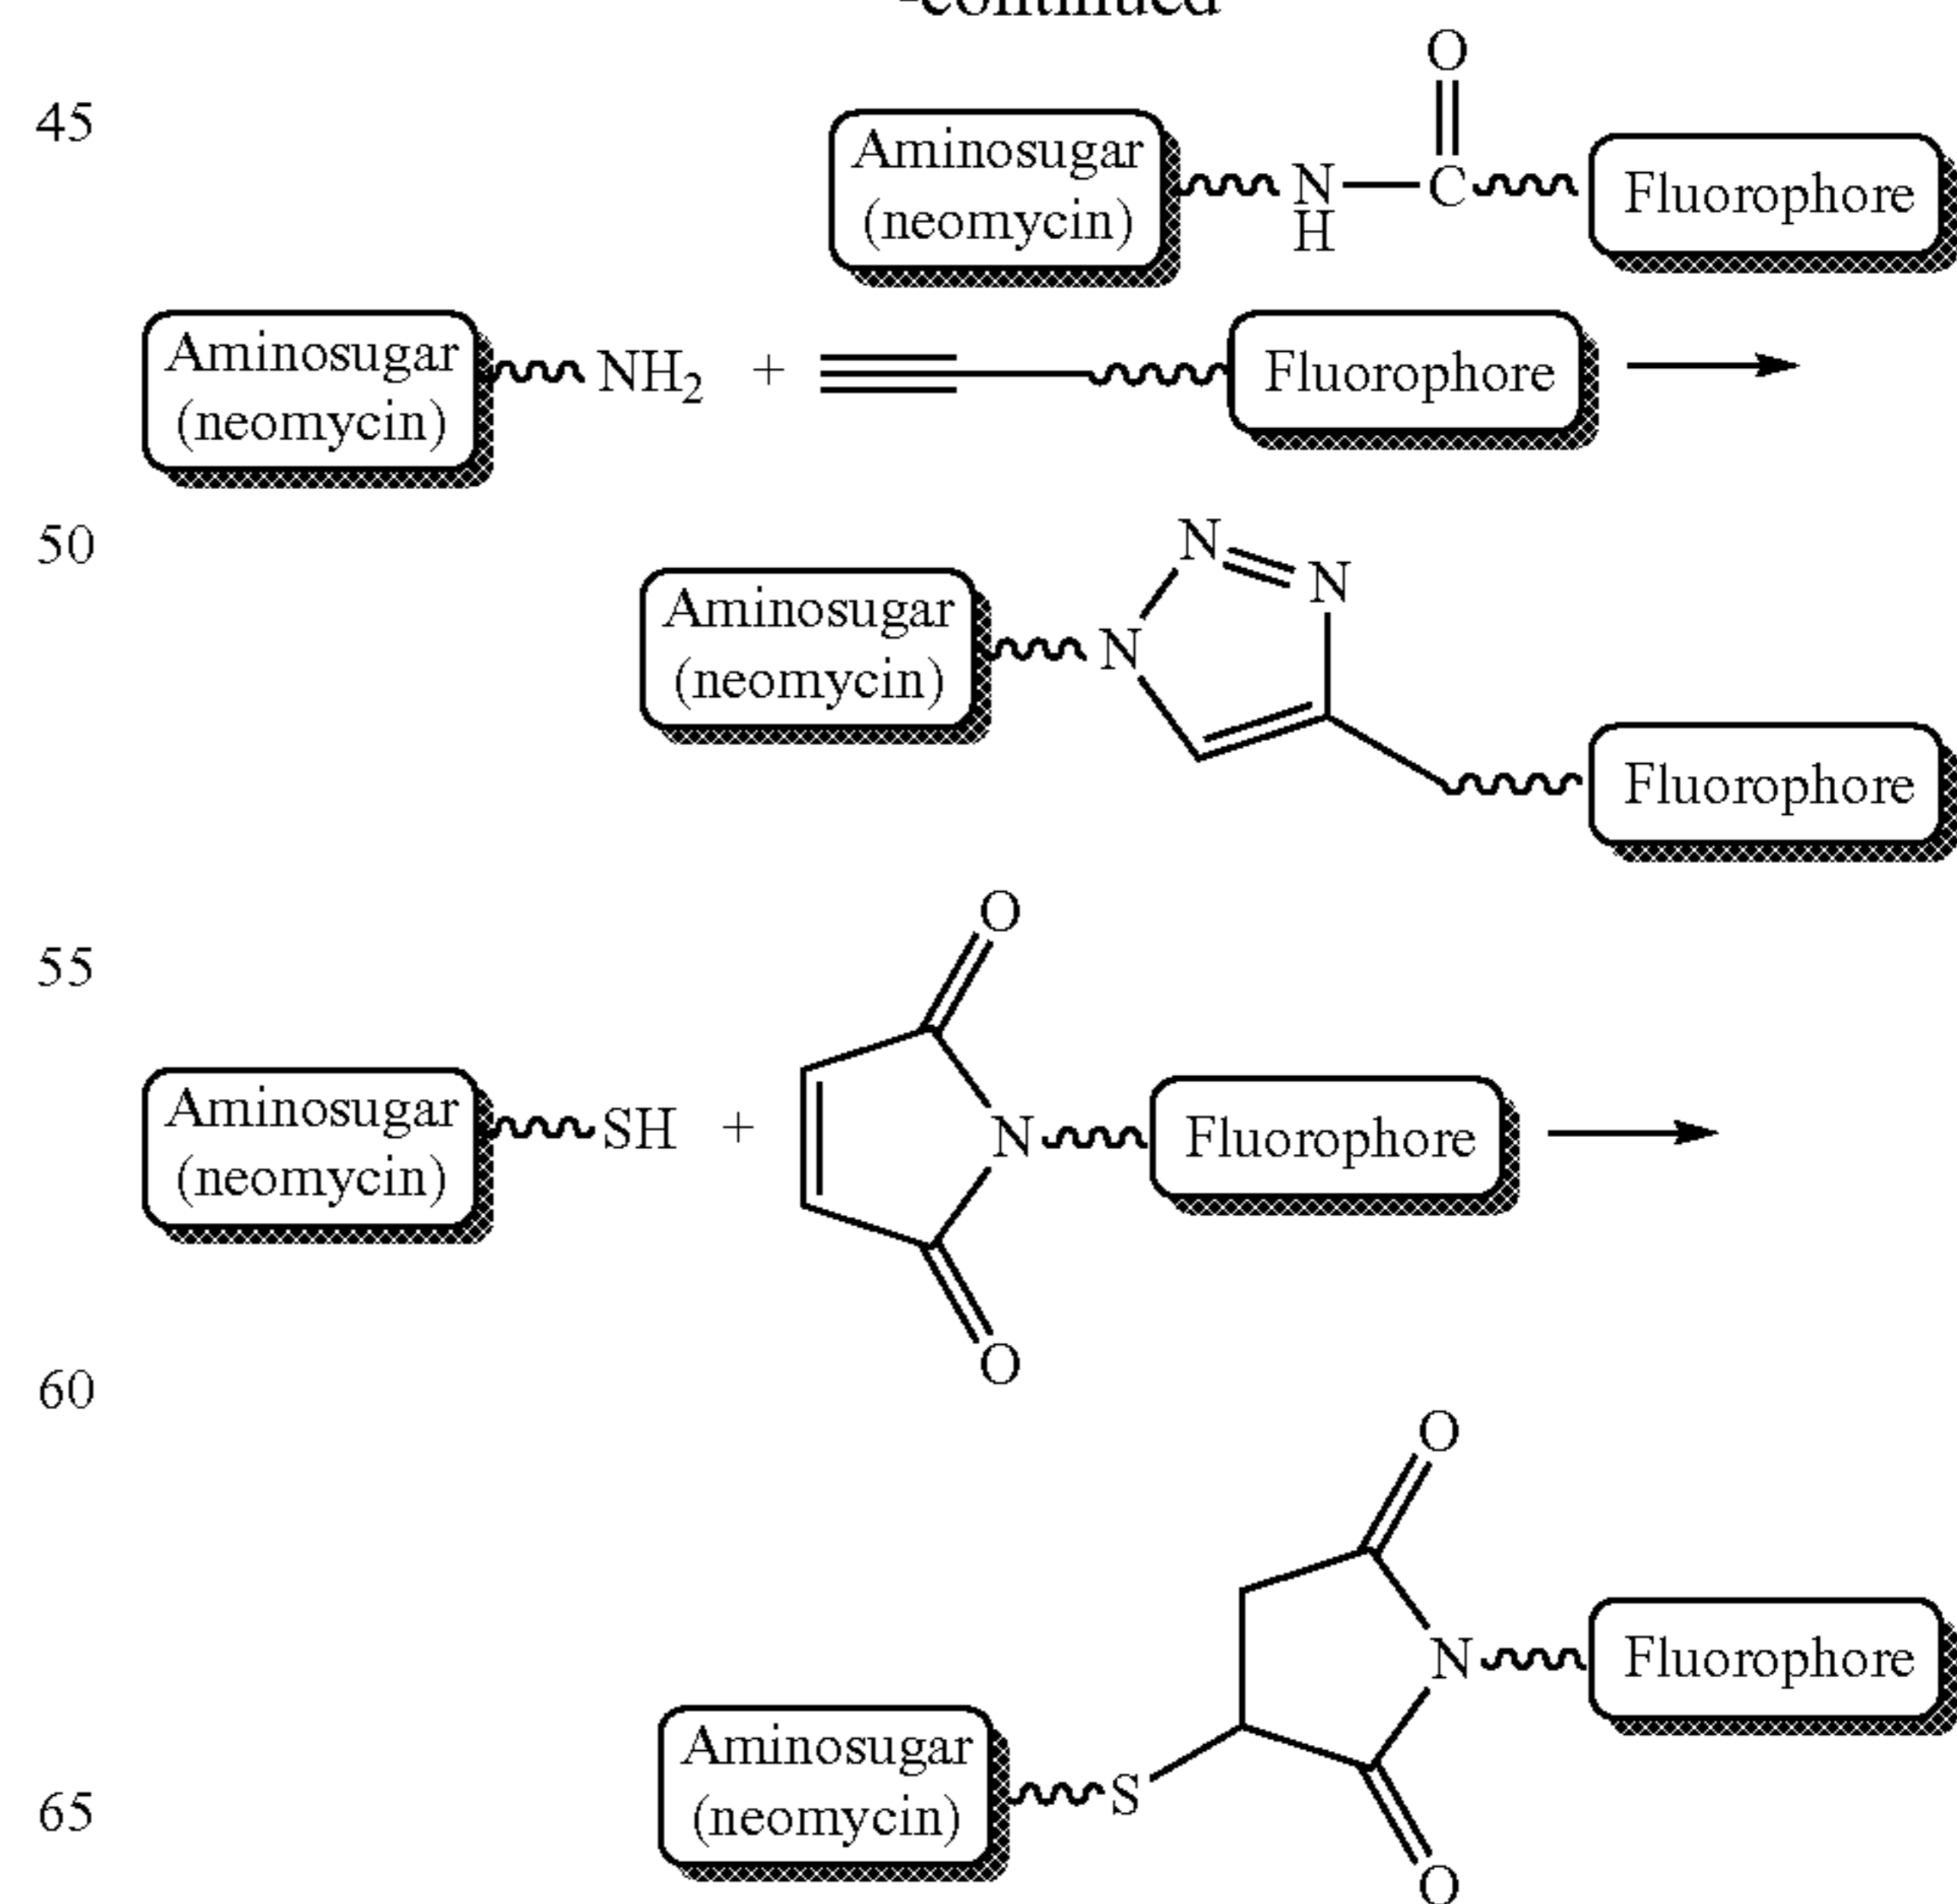 -continued
O
45
Aminosugar
(neomycin)
N
H
C
Fluorophore
Aminosugar
(neomycin)
NH2
+
Fluorophore
50
N
N
Aminosugar
(neomycin)
N
Fluorophore
O
55
Aminosugar
(neomycin)
SH
+
N
Fluorophore
O
60
O
N
Fluorophore
Aminosugar
(neomycin)
S
65
O